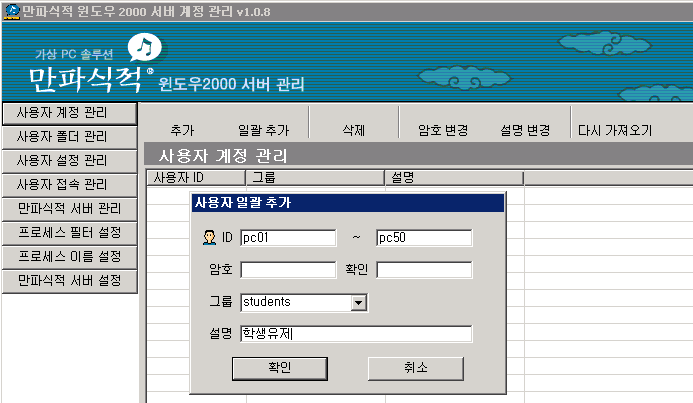 만파식적 윈도우 2000 서버 계정 관리 v1.0.8
가상 PC 솔루션
만파식적® 윈도우2000 서버 관리
사용자 계정 관리
사용자 폴더 관리
사용자 설정 관리
사용자 접속 관리
만파식적 서버 관리
프로세스 필터 설정
프로세스 이름 설정
만파식적 서버 설정
추가 일괄 추가 삭제 암호 변경 설명 변경 다시 가져오기
사용자 계정 관리
사용자 ID 그룹 설명
사용자 일괄 추가
ID pc01 ~ pc50
암호 확인
그룹 students
설명 학생유제
확인 취소